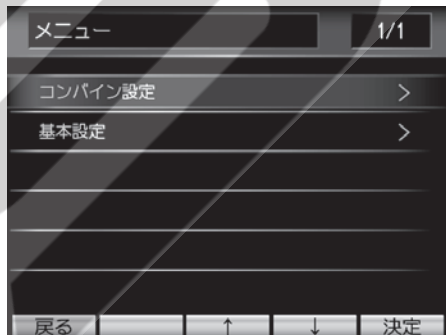 メニュー 1/1
コンバイン設定 >
基本設定 >
戻る ↑ ↓ 決定